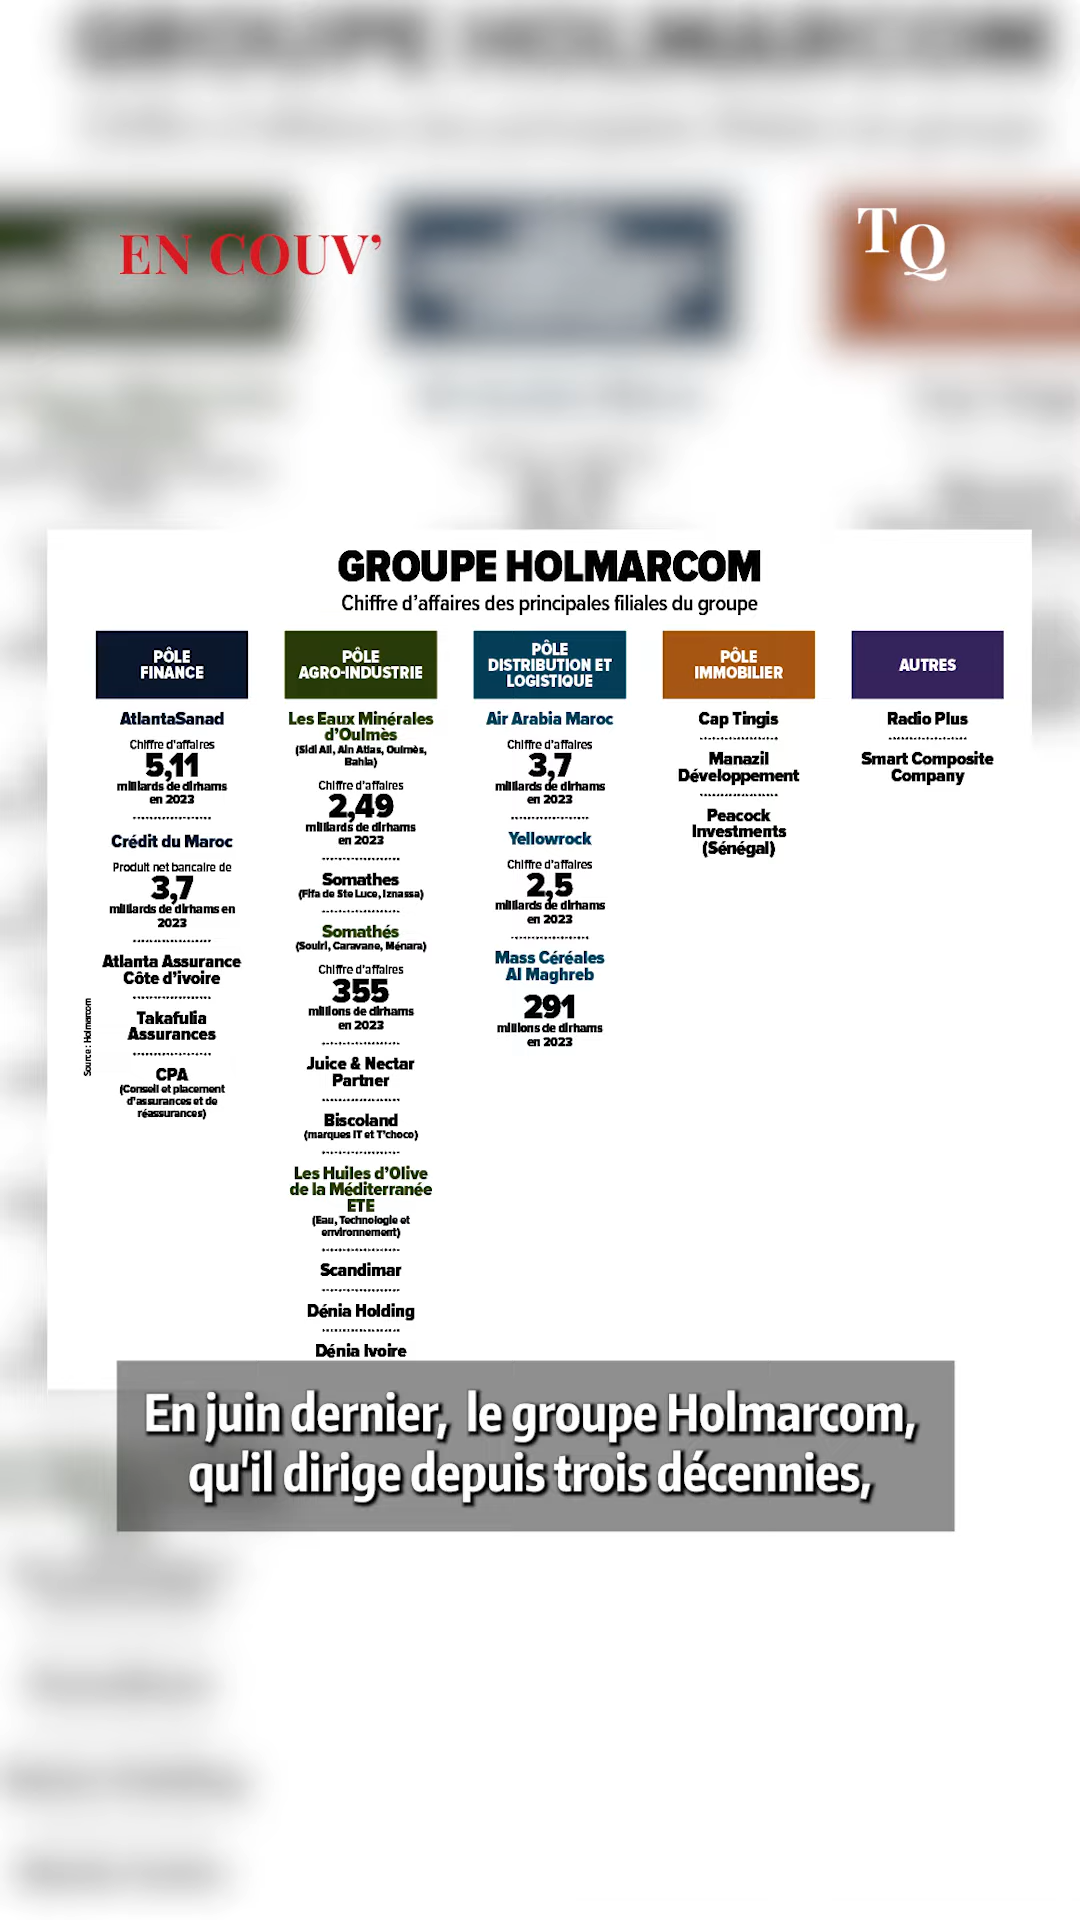 EN COUV’
TQ
GROUPE HOLMARCOM
Chiffre d’affaires des principales filiales du groupe
PÔLE
FINANCE
AtlantaSanad
Chiffre d’affaires
5,11
milliards de dirhams
en 2023
Crédit du Maroc
Produit net bancaire de
3,7
milliards de dirhams en
2023
Atlanta Assurance
Côte d’ivoire
Takafulia
Assurances
CPA
(Conseil et placement
d’assurances et de
réassurances)
Source : Holmarcom
PÔLE
AGRO-INDUSTRIE
Les Eaux Minérales
d’Oulmès
(Sidi Ali, Ain Atlas, Oulmès,
Bahia)
Chiffre d’affaires
2,49
milliards de dirhams
en 2023
Somathes
(Fifa de Ste Luce, Iznassa)
Somathés
(Souiri, Caravane, Ménara)
Chiffre d’affaires
355
millions de dirhams
en 2023
Juice & Nectar
Partner
Biscoland
(marques IT et T’choco)
Les Huiles d’Olive
de la Méditerranée
ETE
(Eau, Technologie et
environnement)
Scandimar
Dénia Holding
Dénia Ivoire
PÔLE
DISTRIBUTION ET
LOGISTIQUE
Air Arabia Maroc
Chiffre d’affaires
3,7
milliards de dirhams
en 2023
Yellowrock
Chiffre d’affaires
2,5
milliards de dirhams
en 2023
Mass Céréales
Al Maghreb
291
millions de dirhams
en 2023
PÔLE
IMMOBILIER
Cap Tingis
Manazil
Développement
Peacock
Investments
(Sénégal)
AUTRES
Radio Plus
Smart Composite
Company
En juin dernier, le groupe Holmarcom,
qu'il dirige depuis trois décennies,